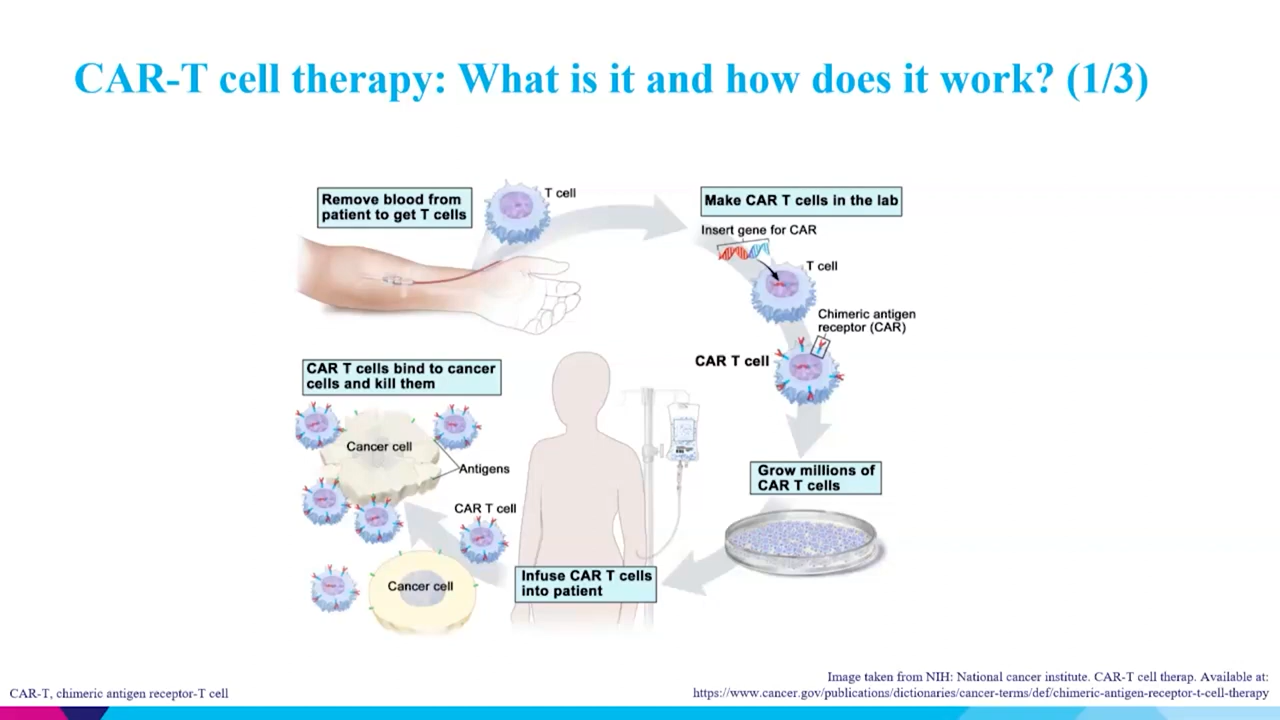 CAR-T cell therapy: What is it and how does it work? (1/3)
Remove blood from
patient to get T cells
T cell
Make CAR T cells in the lab
Insert gene for CAR
T cell
Chimeric antigen
receptor (CAR)
CAR T cell
Grow millions of
CAR T cells
Infuse CAR T cells
into patient
CAR T cells bind to cancer
cells and kill them
Cancer cell
Antigens
CAR T cell
Cancer cell
Image taken from NIH: National cancer institute. CAR-T cell therap. Available at:
https://www.cancer.gov/publications/dictionaries/cancer-terms/def/chimeric-antigen-receptor-t-cell-therapy
CAR-T, chimeric antigen receptor-T cell